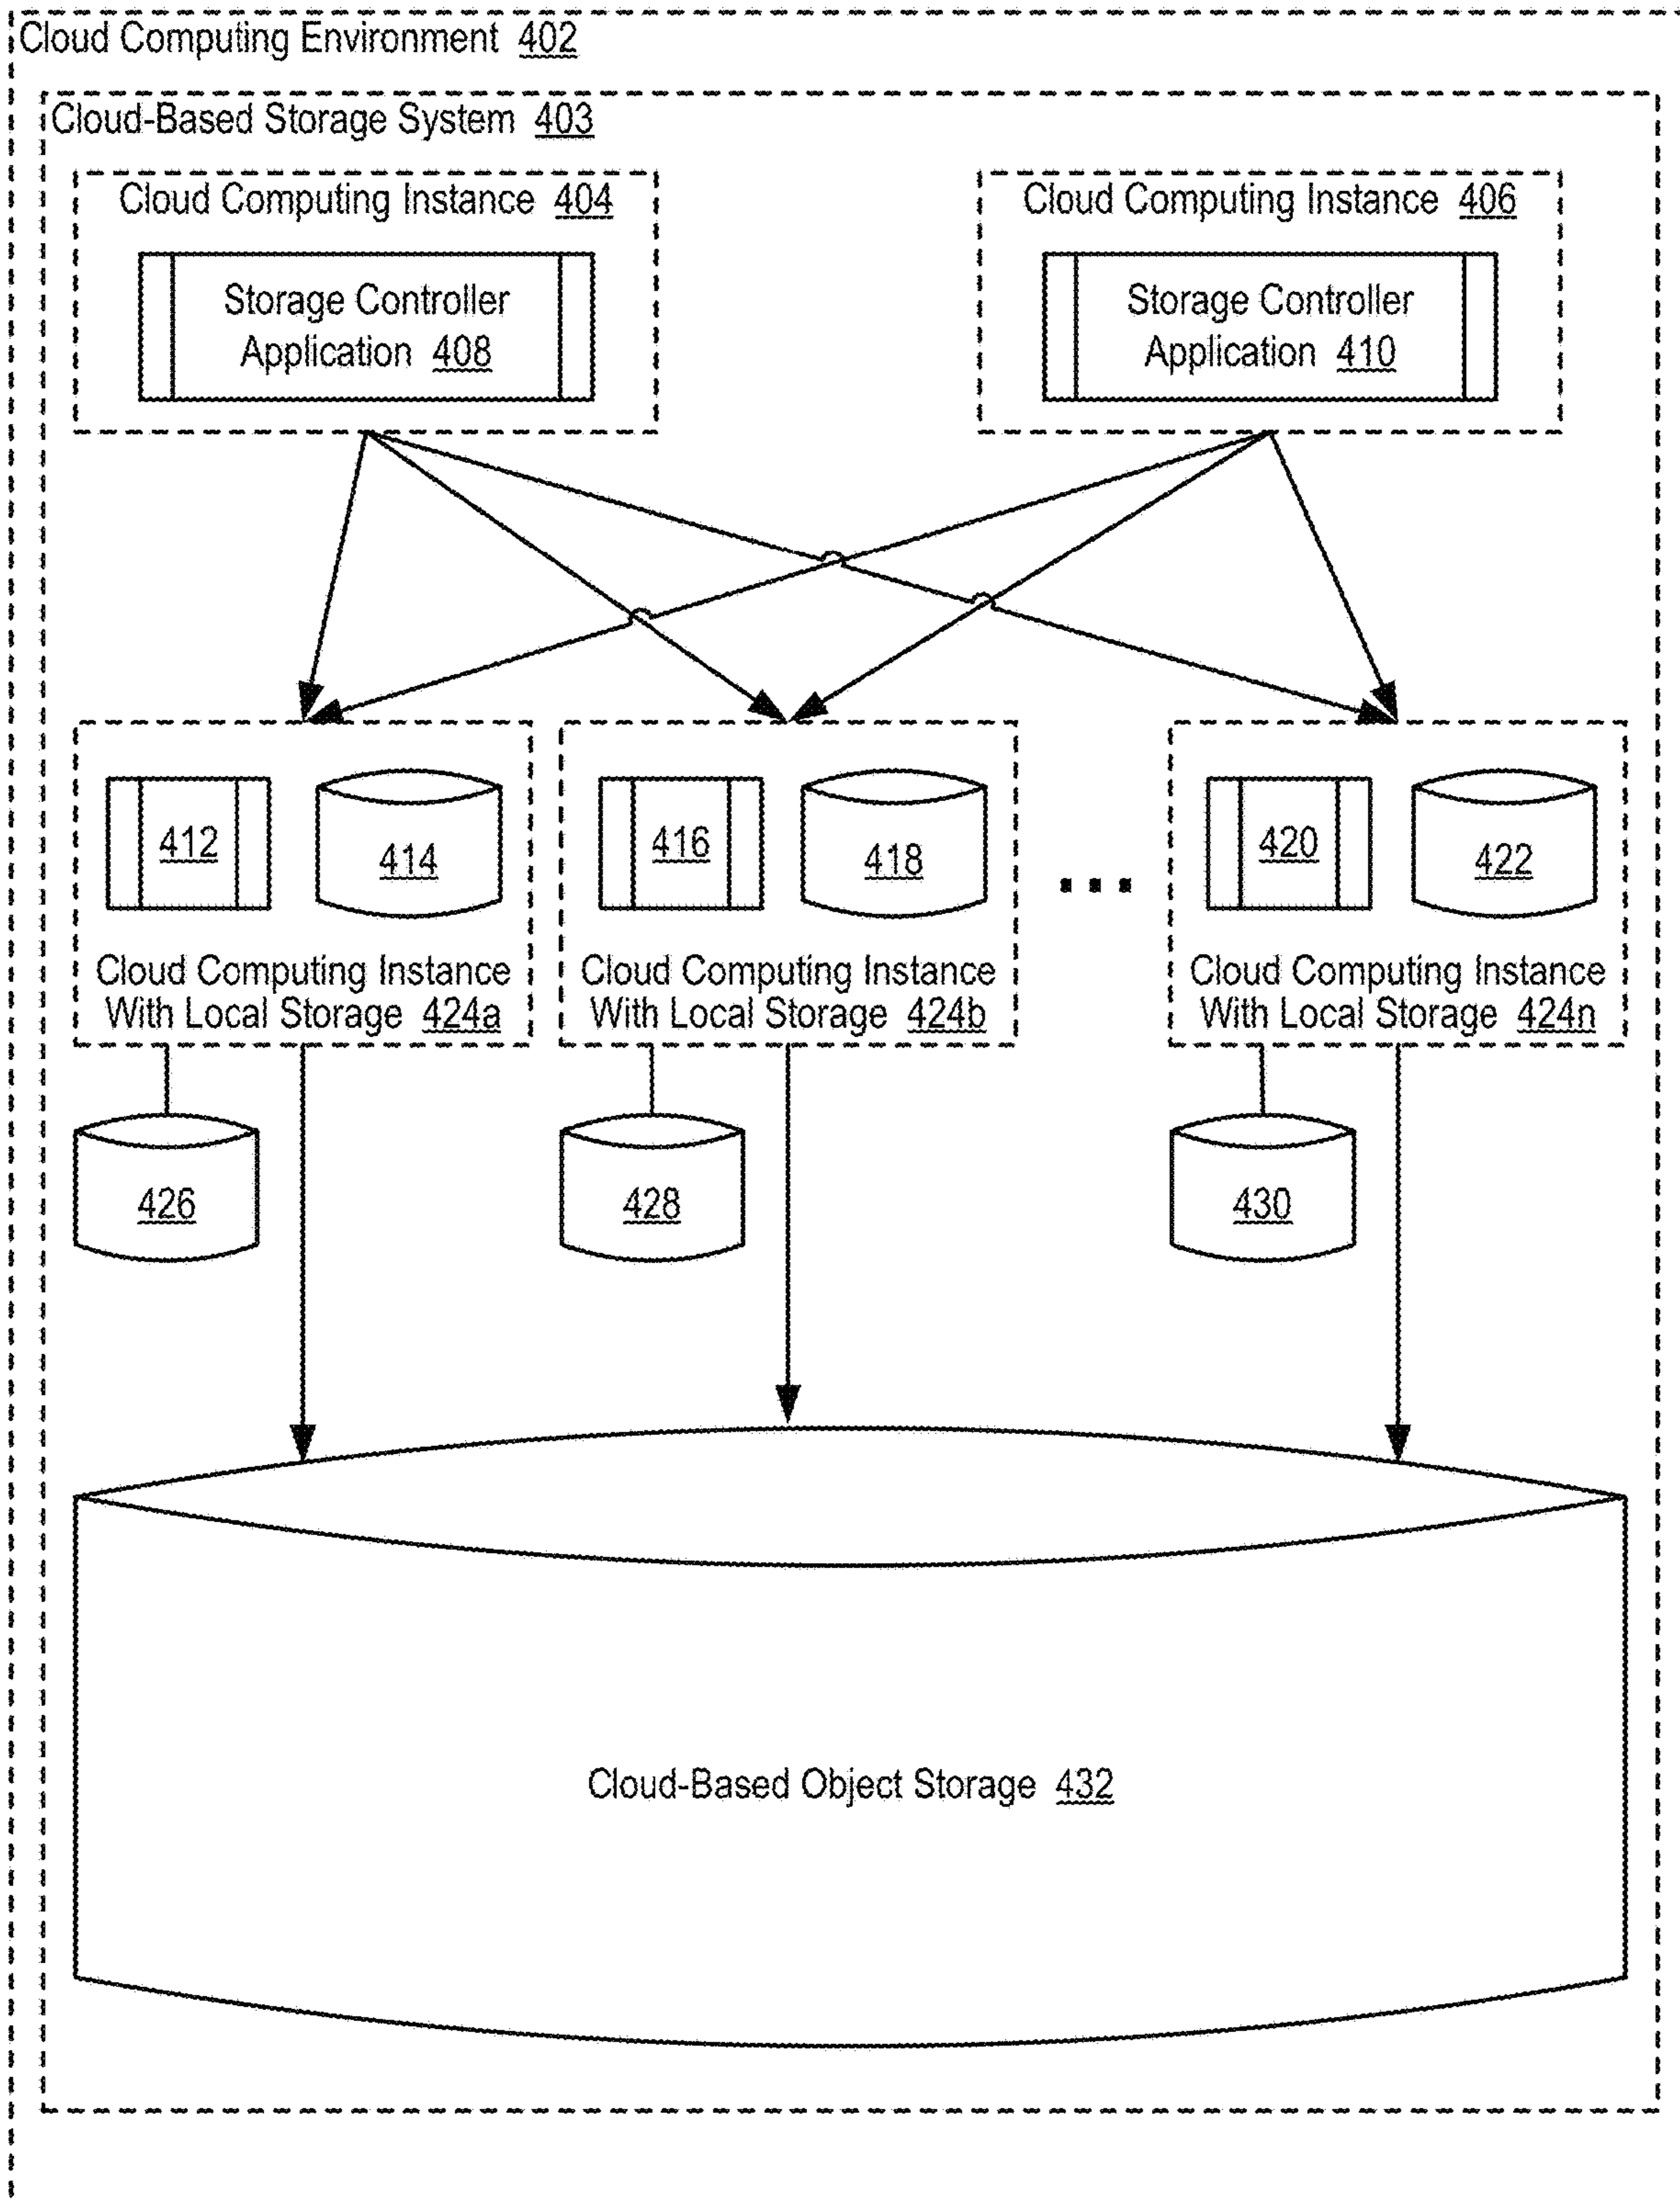 Cloud Computing Environment 402
Cloud-Based Storage System 403
Cloud Computing Instance 404
Storage Controller
Application 408
Cloud Computing Instance 406
Storage Controller
Application 410
412
414
Cloud Computing Instance
With Local Storage 424a
416
418
Cloud Computing Instance
With Local Storage 424b
...
420
422
Cloud Computing Instance
With Local Storage 424n
426
428
430
Cloud-Based Object Storage 432